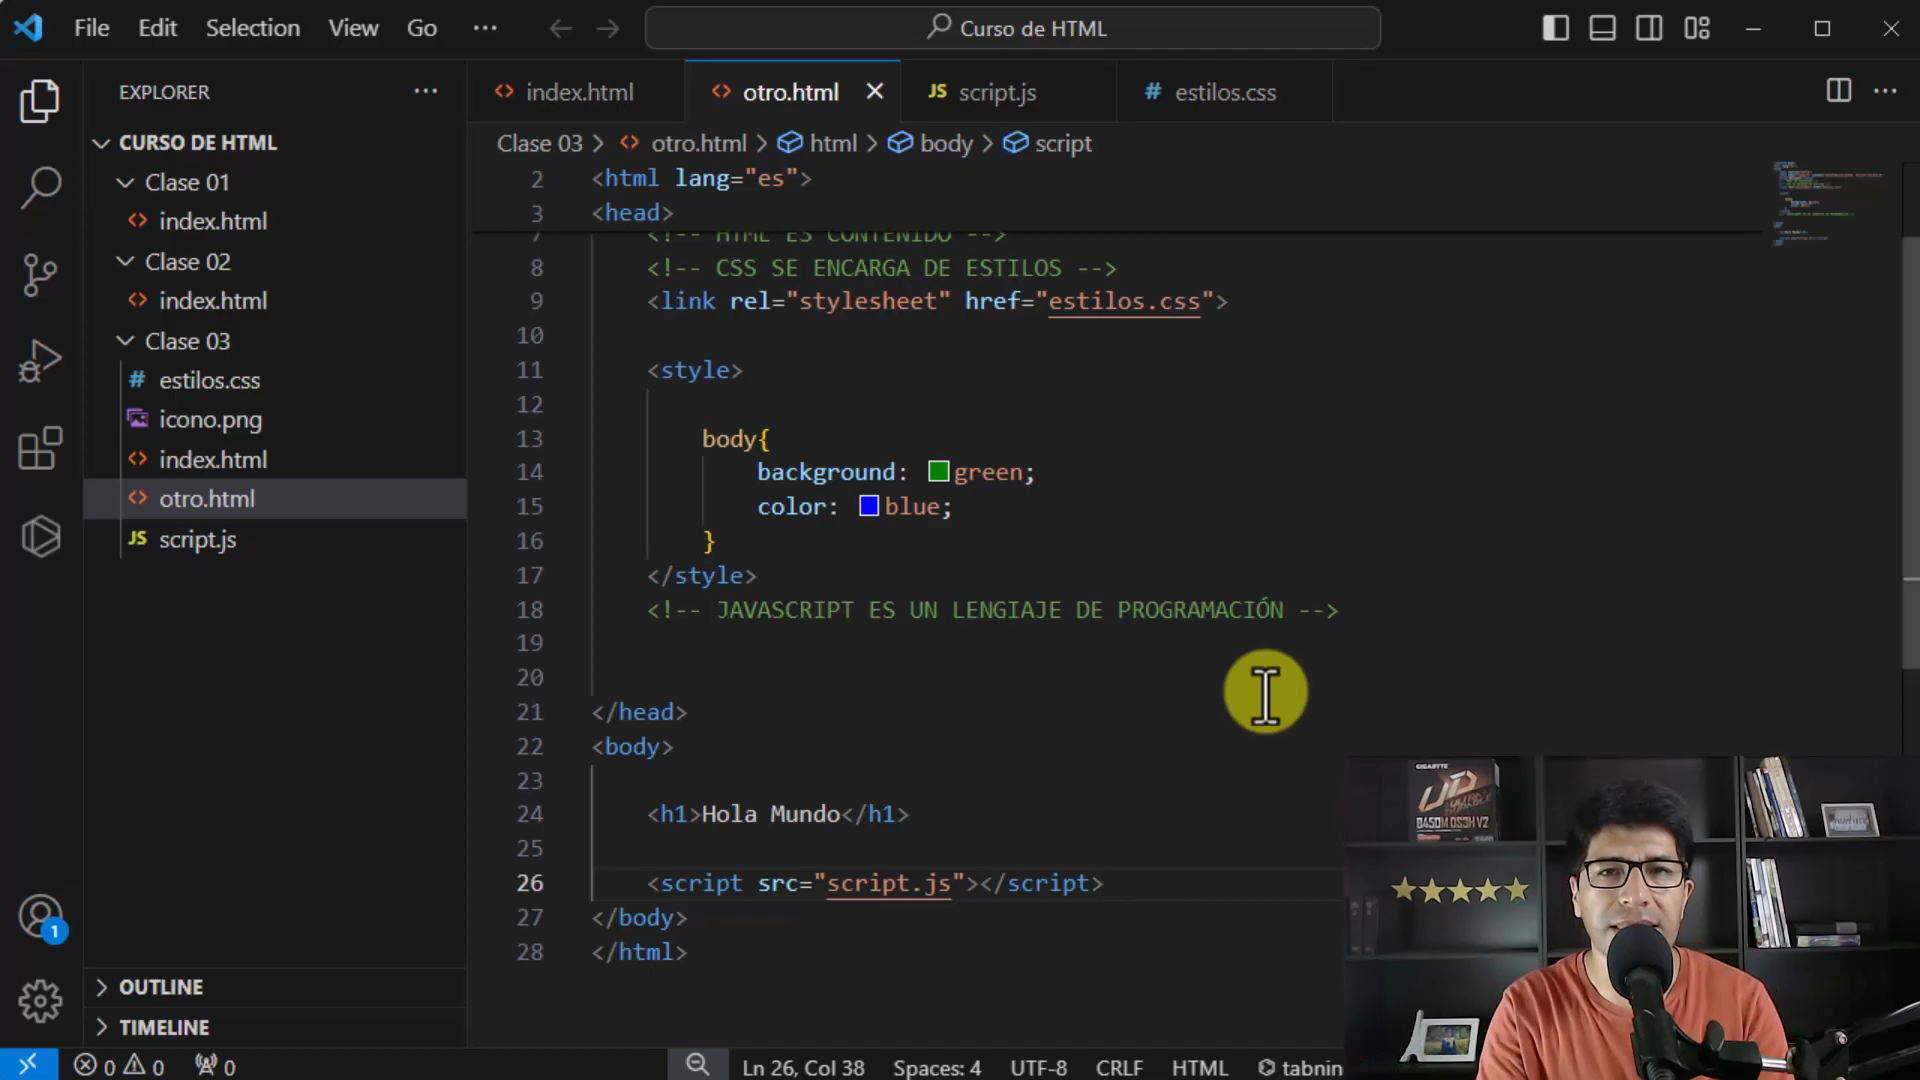 File Edit Selection View Go ··· Curso de HTML
EXPLORER ···
index.html otro.html JS script.js # estilos.css
Clase 03 > otro.html > html > body > script
CURSO DE HTML
Clase 01
index.html
Clase 02
index.html
Clase 03
# estilos.css
icono.png
index.html
otro.html
JS script.js
2 <html lang="es">
3 <head>
7 <!-- HTML ES CONTENIDO -->
8 <!-- CSS SE ENCARGA DE ESTILOS -->
9 <link rel="stylesheet" href="estilos.css">
10
11 <style>
12
13 body{
14 background: green;
15 color: blue;
16 }
17 </style>
18 <!-- JAVASCRIPT ES UN LENGIAJE DE PROGRAMACIÓN -->
19
20
21 </head>
22 <body>
23
24 <h1>Hola Mundo</h1>
25
26 <script src="script.js"></script>
27 </body>
28 </html>
GIGABYTE
UD
B450M DS3H V2
1
OUTLINE
TIMELINE
0 0 0 Ln 26, Col 38 Spaces: 4 UTF-8 CRLF HTML tabnin